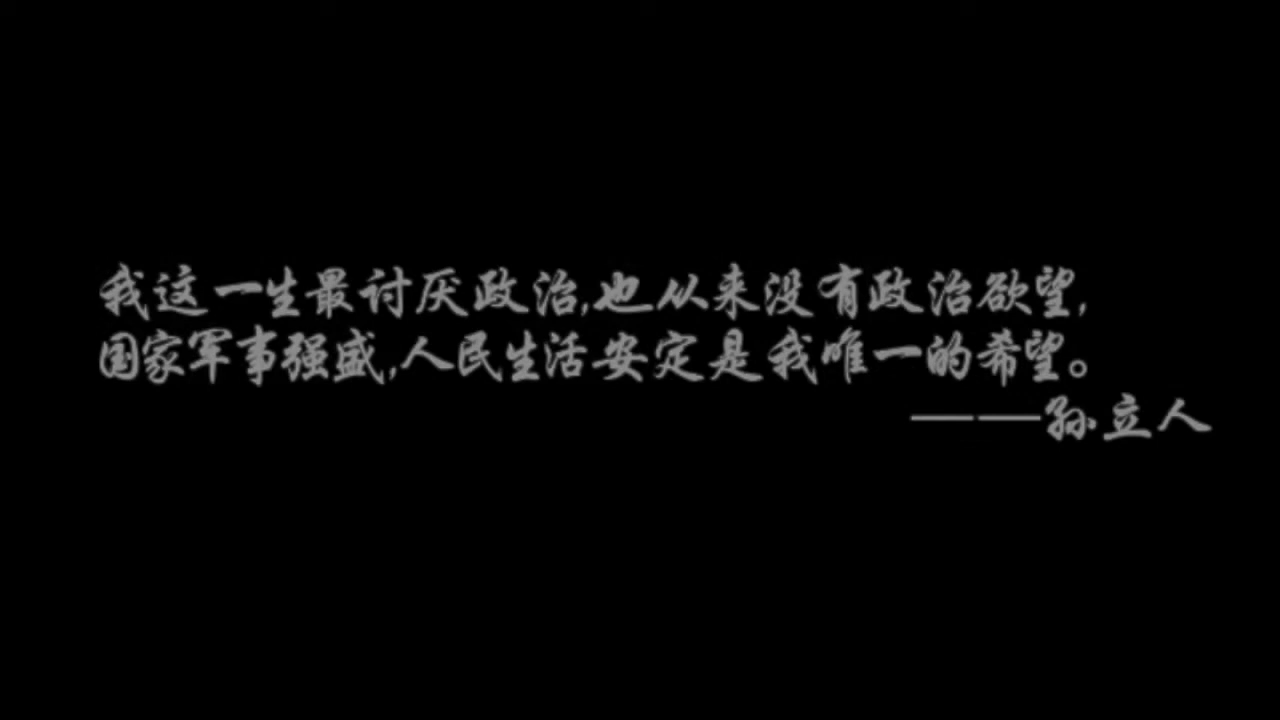 我这一生最讨厌政治,也从来没有政治欲望,
国家军事强盛,人民生活安定是我唯一的希望。
——孙立人